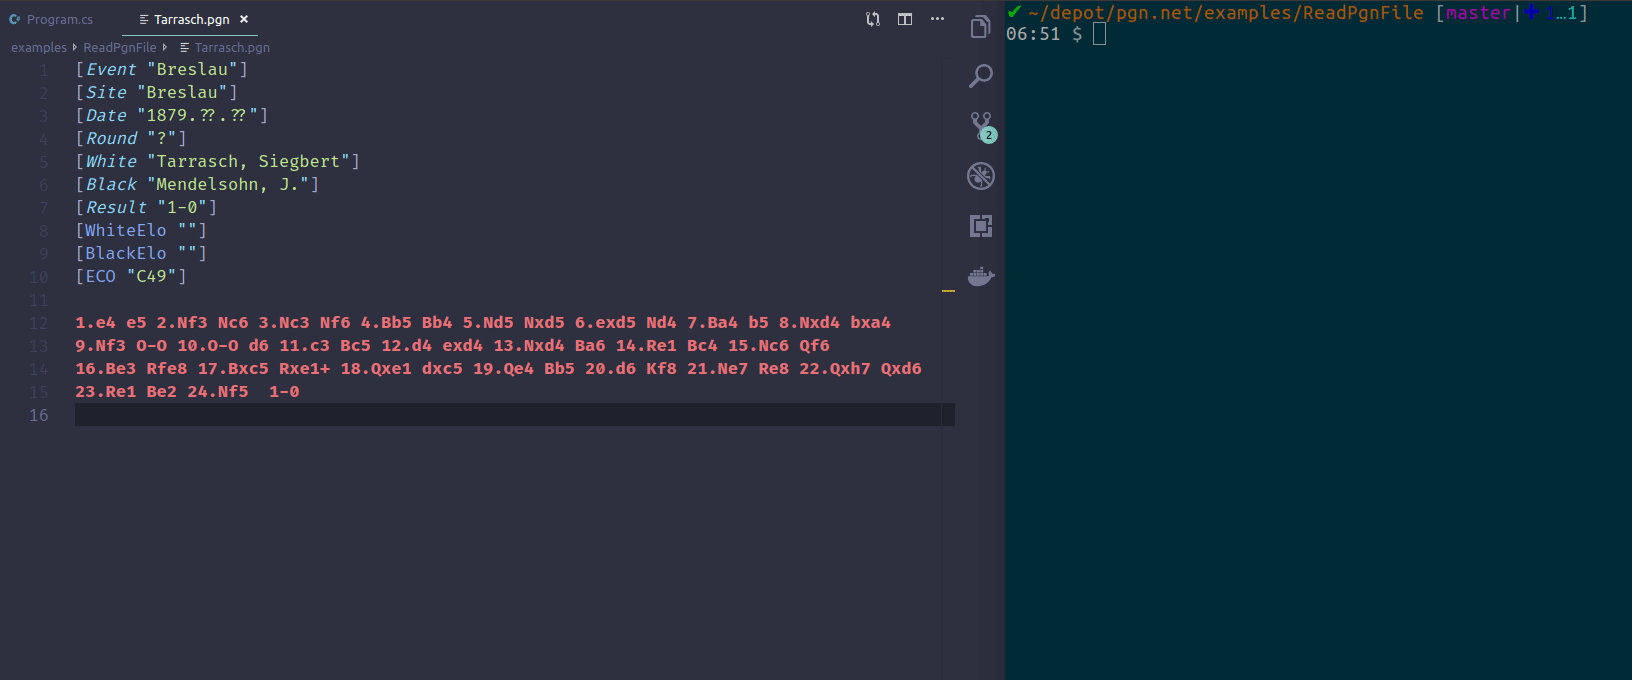 Program.cs
Tarrasch.pgn
examples ReadPgnFile Tarrasch.pgn
1 [Event "Breslau"]
2 [Site "Breslau"]
3 [Date "1879.??.??"]
4 [Round "?"]
5 [White "Tarrasch, Siegbert"]
6 [Black "Mendelsohn, J."]
7 [Result "1-0"]
8 [WhiteElo ""]
9 [BlackElo ""]
10 [ECO "C49"]
11
12 1.e4 e5 2.Nf3 Nc6 3.Nc3 Nf6 4.Bb5 Bb4 5.Nd5 Nxd5 6.exd5 Nd4 7.Ba4 b5 8.Nxd4 bxa4
13 9.Nf3 O-O 10.O-O d6 11.c3 Bc5 12.d4 exd4 13.Nxd4 Ba6 14.Re1 Bc4 15.Nc6 Qf6
14 16.Be3 Rfe8 17.Bxc5 Rxe1+ 18.Qxe1 dxc5 19.Qe4 Bb5 20.d6 Kf8 21.Ne7 Re8 22.Qxh7 Qxd6
15 23.Re1 Be2 24.Nf5  1-0
16
2
✔ ~/depot/pgn.net/examples/ReadPgnFile [master|✚ 1…1]
06:51 $